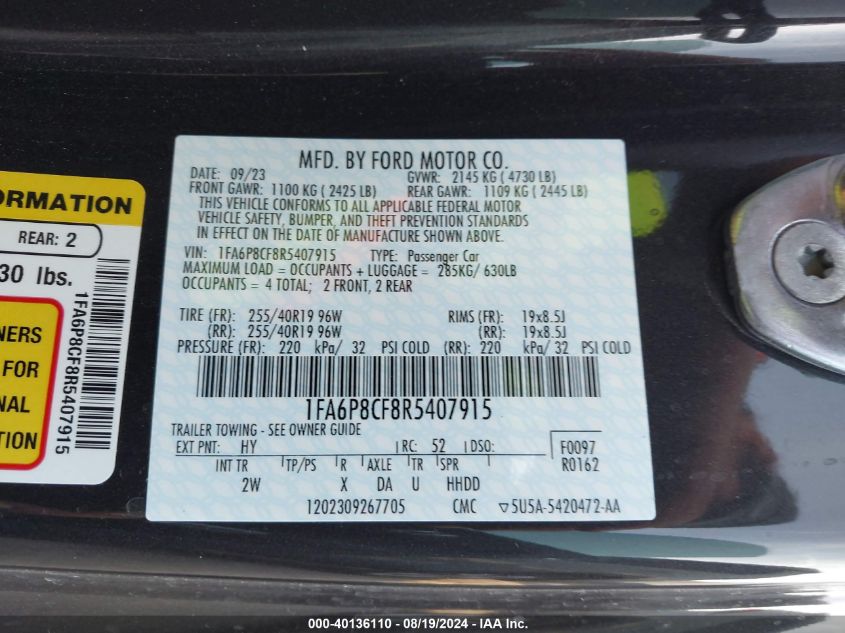 ORMATION
REAR: 2
30 lbs.
NERS
FOR
NAL
TION
1FA6P8CF8R5407915
MFD. BY FORD MOTOR CO.
DATE: 09/23 GVWR: 2145 KG ( 4730 LB)
FRONT GAWR: 1100 KG ( 2425 LB) REAR GAWR: 1109 KG ( 2445 LB)
THIS VEHICLE CONFORMS TO ALL APPLICABLE FEDERAL MOTOR
VEHICLE SAFETY, BUMPER, AND THEFT PREVENTION STANDARDS
IN EFFECT ON THE DATE OF MANUFACTURE SHOWN ABOVE.
VIN: 1FA6P8CF8R5407915 TYPE: Passenger Car
MAXIMUM LOAD = OCCUPANTS + LUGGAGE = 285KG/ 630LB
OCCUPANTS = 4 TOTAL; 2 FRONT, 2 REAR
TIRE (FR): 255/40R19 96W RIMS (FR): 19x8.5J
(RR): 255/40R19 96W (RR): 19x8.5J
PRESSURE (FR): 220 kPa/ 32 PSI COLD (RR): 220 kPa/ 32 PSI COLD
1FA6P8CF8R5407915
TRAILER TOWING - SEE OWNER GUIDE
EXT PNT: HY RC: 52 DSO: F0097
R0162
INT TR TP/PS R AXLE TR SPR
2W X DA U HHDD
1202309267705 CMC ▽5U5A-5420472-AA
000-40136110 - 08/19/2024 - WWW.IAAI.COM.